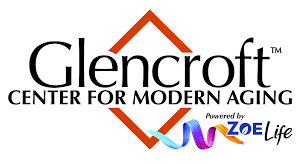 Glencroft™
CENTER FOR MODERN AGING
Powered by
ZOE Life